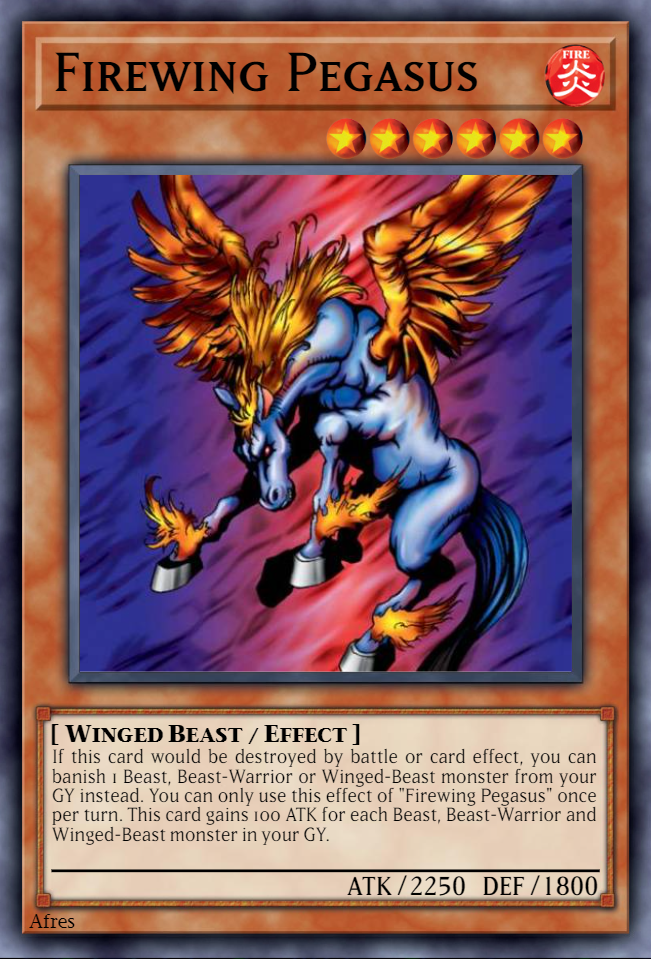 Firewing Pegasus
FIRE
炎
[ Winged Beast / Effect ]
If this card would be destroyed by battle or card effect, you can
banish 1 Beast, Beast-Warrior or Winged-Beast monster from your
GY instead. You can only use this effect of "Firewing Pegasus" once
per turn. This card gains 100 ATK for each Beast, Beast-Warrior and
Winged-Beast monster in your GY.
ATK / 2250 DEF / 1800
Afres